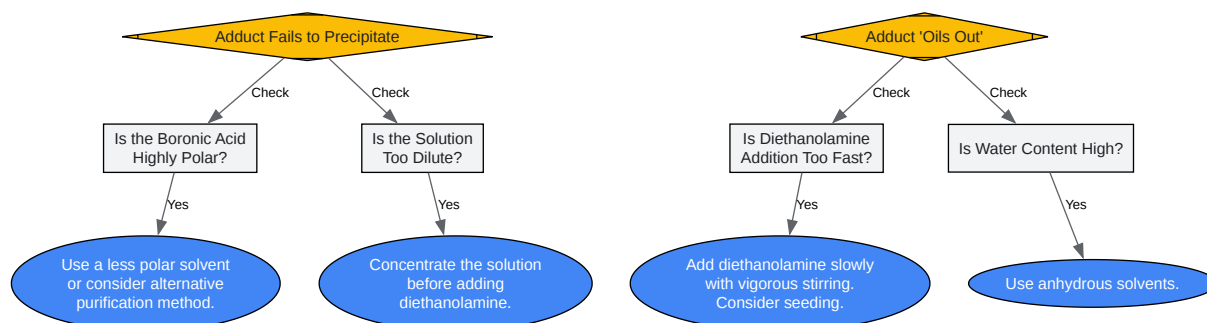 Adduct Fails to Precipitate
Check
Check
Is the Boronic Acid
Highly Polar?
Is the Solution
Too Dilute?
Yes
Yes
Use a less polar solvent
or consider alternative
purification method.
Concentrate the solution
before adding
diethanolamine.
Adduct 'Oils Out'
Check
Check
Is Diethanolamine
Addition Too Fast?
Is Water Content High?
Yes
Yes
Add diethanolamine slowly
with vigorous stirring.
Consider seeding.
Use anhydrous solvents.